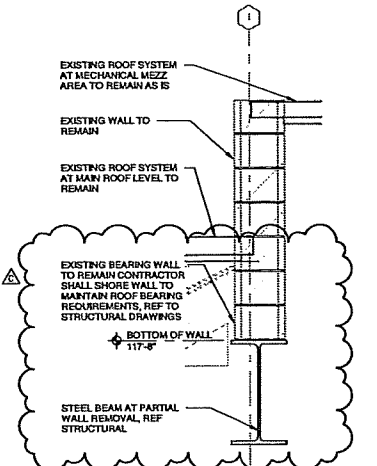 1
EXISTING ROOF SYSTEM
AT MECHANICAL MEZZ
AREA TO REMAIN AS IS
EXISTING WALL TO
REMAIN
EXISTING ROOF SYSTEM
AT MAIN ROOF LEVEL TO
REMAIN
C
EXISTING BEARING WALL
TO REMAIN CONTRACTOR
SHALL SHORE WALL TO
MAINTAIN ROOF BEARING
REQUIREMENTS, REF TO
STRUCTURAL DRAWINGS
BOTTOM OF WALL
117'-8"
STEEL BEAM AT PARTIAL
WALL REMOVAL, REF
STRUCTURAL